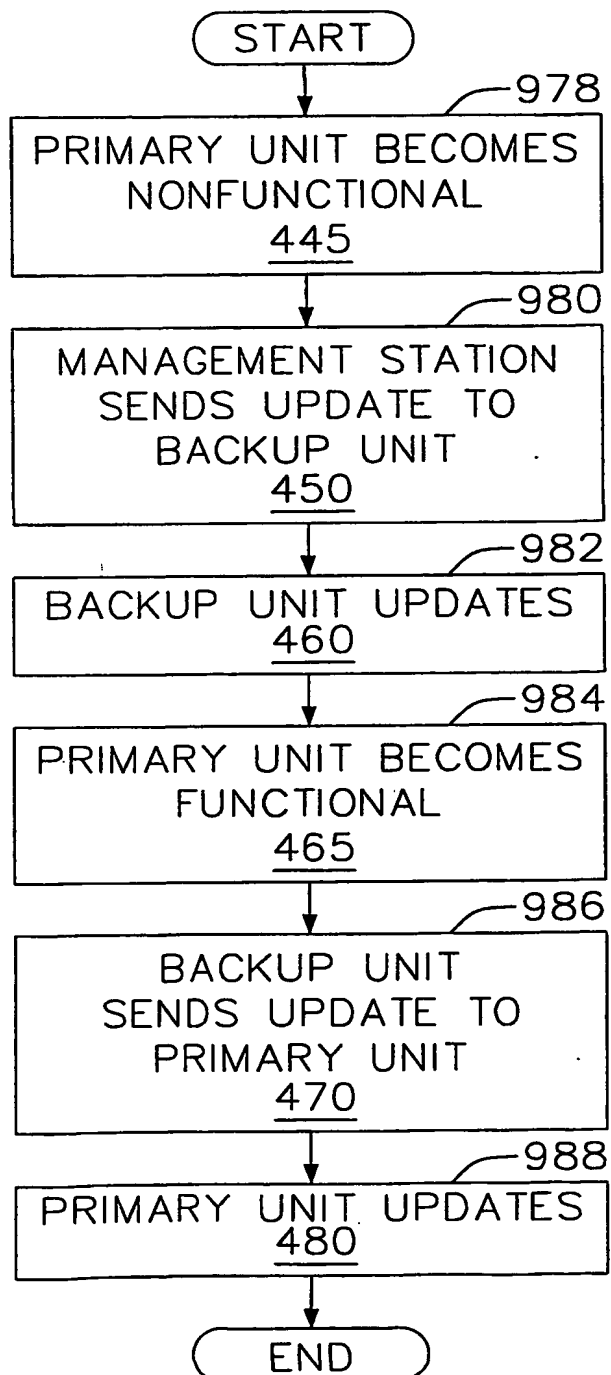 START
978
PRIMARY UNIT BECOMES
NONFUNCTIONAL
445
980
MANAGEMENT STATION
SENDS UPDATE TO
BACKUP UNIT
450
982
BACKUP UNIT UPDATES
460
984
PRIMARY UNIT BECOMES
FUNCTIONAL
465
986
BACKUP UNIT
SENDS UPDATE TO
PRIMARY UNIT
470
988
PRIMARY UNIT UPDATES
480
END